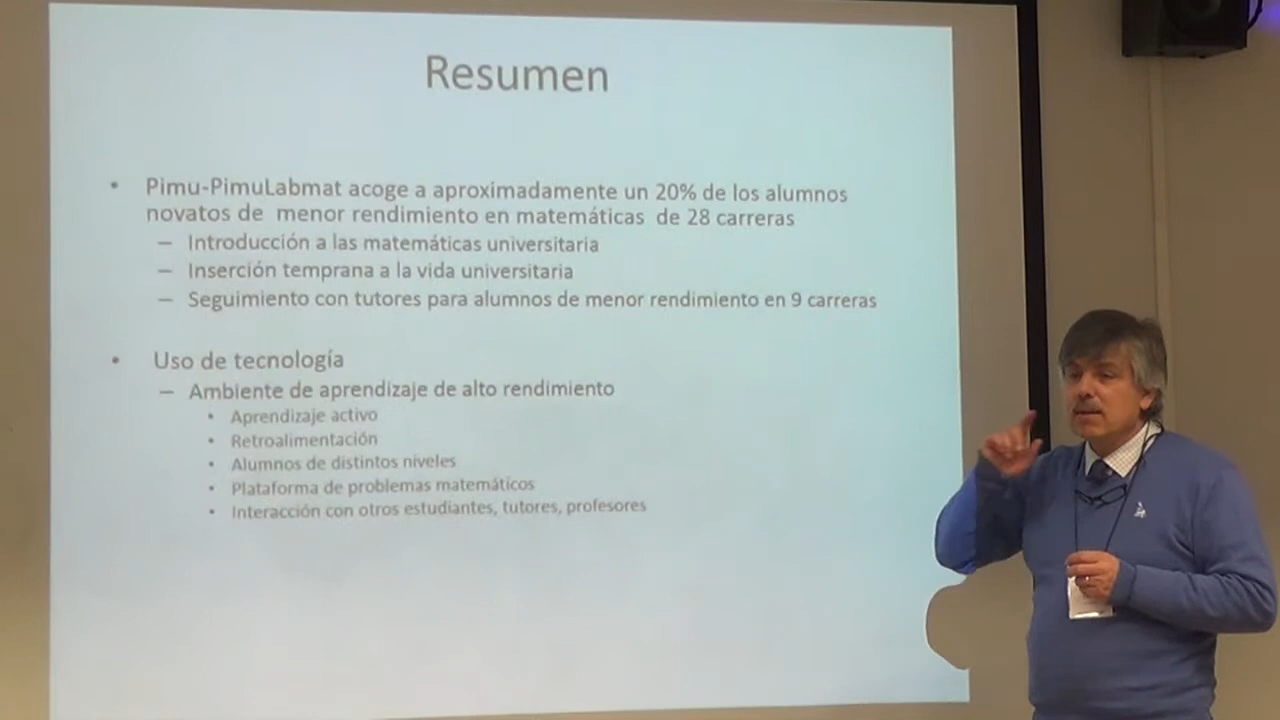 Resumen
• Pimu-PimuLabmat acoge a aproximadamente un 20% de los alumnos
novatos de menor rendimiento en matemáticas de 28 carreras
– Introducción a las matemáticas universitaria
– Inserción temprana a la vida universitaria
– Seguimiento con tutores para alumnos de menor rendimiento en 9 carreras
• Uso de tecnología
– Ambiente de aprendizaje de alto rendimiento
• Aprendizaje activo
• Retroalimentación
• Alumnos de distintos niveles
• Plataforma de problemas matemáticos
• Interacción con otros estudiantes, tutores, profesores